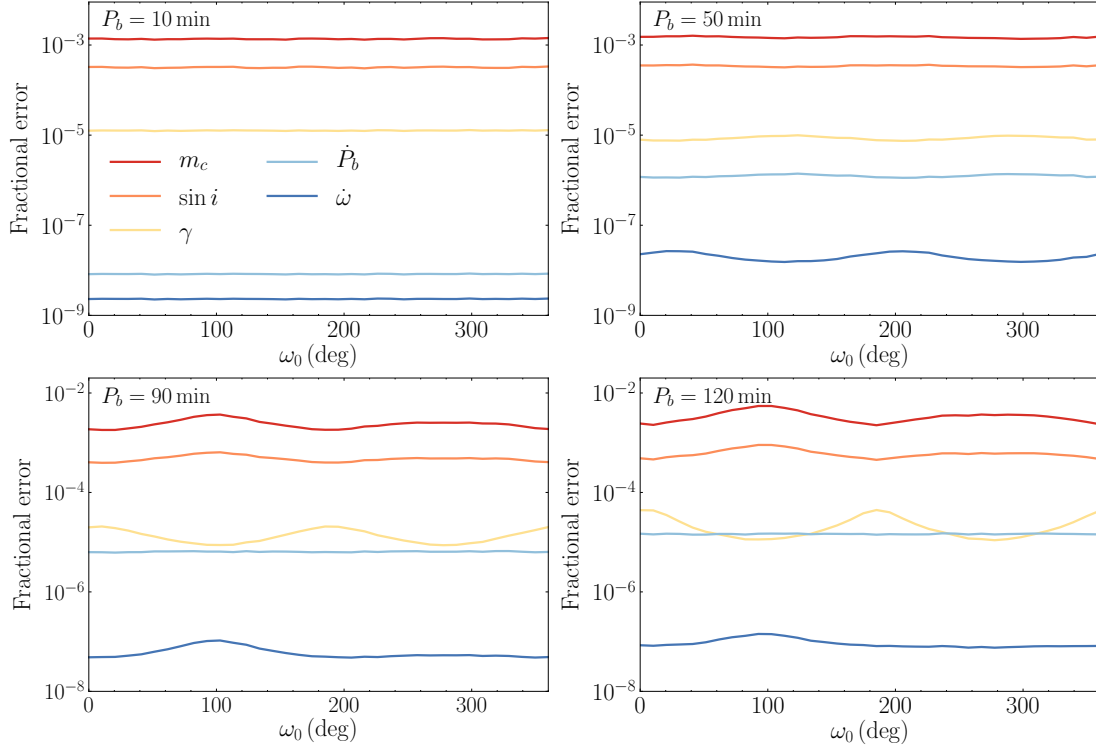 P_b = 10 min
Fractional error
10^{-3}
10^{-5}
10^{-7}
10^{-9}
m_c
sin i
γ
Ṗ_b
ω̇
0 100 200 300
ω_0 (deg)
P_b = 50 min
Fractional error
10^{-3}
10^{-5}
10^{-7}
10^{-9}
0 100 200 300
ω_0 (deg)
P_b = 90 min
Fractional error
10^{-2}
10^{-4}
10^{-6}
10^{-8}
0 100 200 300
ω_0 (deg)
P_b = 120 min
Fractional error
10^{-2}
10^{-4}
10^{-6}
10^{-8}
0 100 200 300
ω_0 (deg)